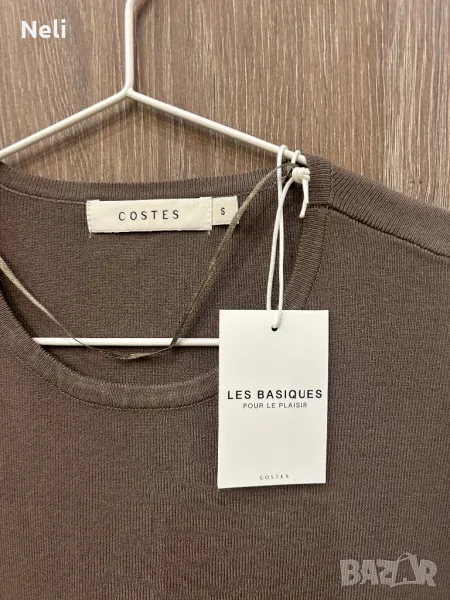 Neli
COSTES
S
LES BASIQUES
POUR LE PLAISIR
COSTES
BAZAR